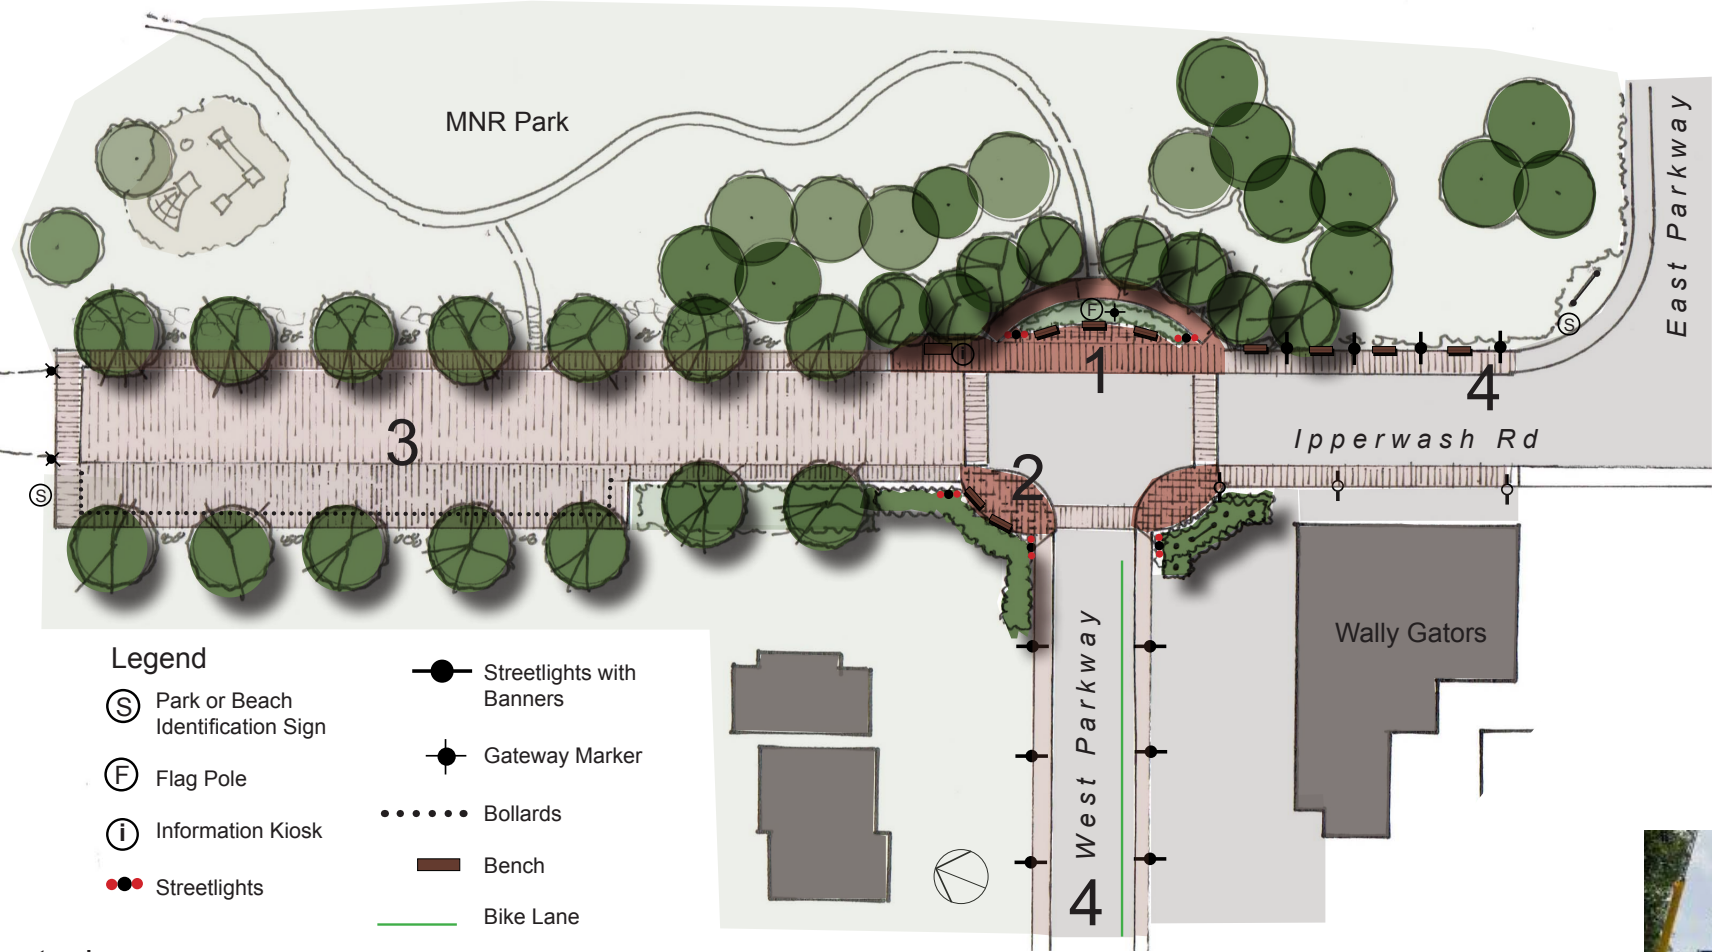 MNR Park
East Parkway
F
i
1
S
4
3
Ipperwash Rd
2
S
Wally Gators
West Parkway
4
Legend
S Park or Beach
Identification Sign
F Flag Pole
i Information Kiosk
Streetlights
Streetlights with
Banners
Gateway Marker
Bollards
Bench
Bike Lane